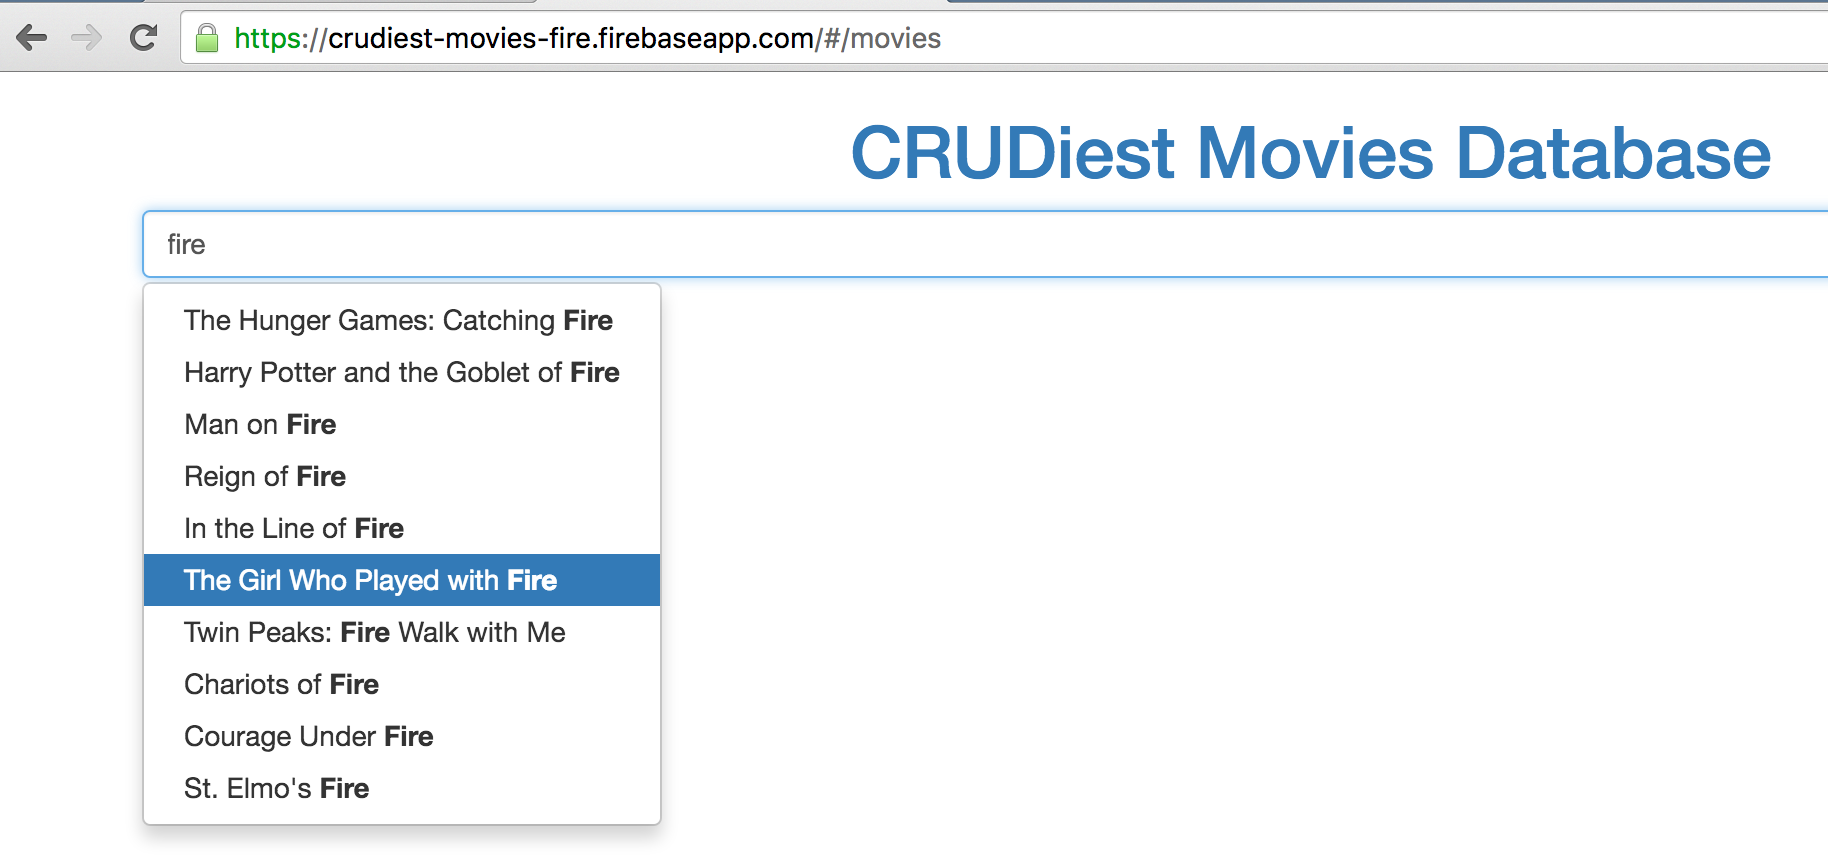 https://crudiest-movies-fire.firebaseapp.com/#/movies
CRUDiest Movies Database
fire
The Hunger Games: Catching Fire
Harry Potter and the Goblet of Fire
Man on Fire
Reign of Fire
In the Line of Fire
The Girl Who Played with Fire
Twin Peaks: Fire Walk with Me
Chariots of Fire
Courage Under Fire
St. Elmo's Fire